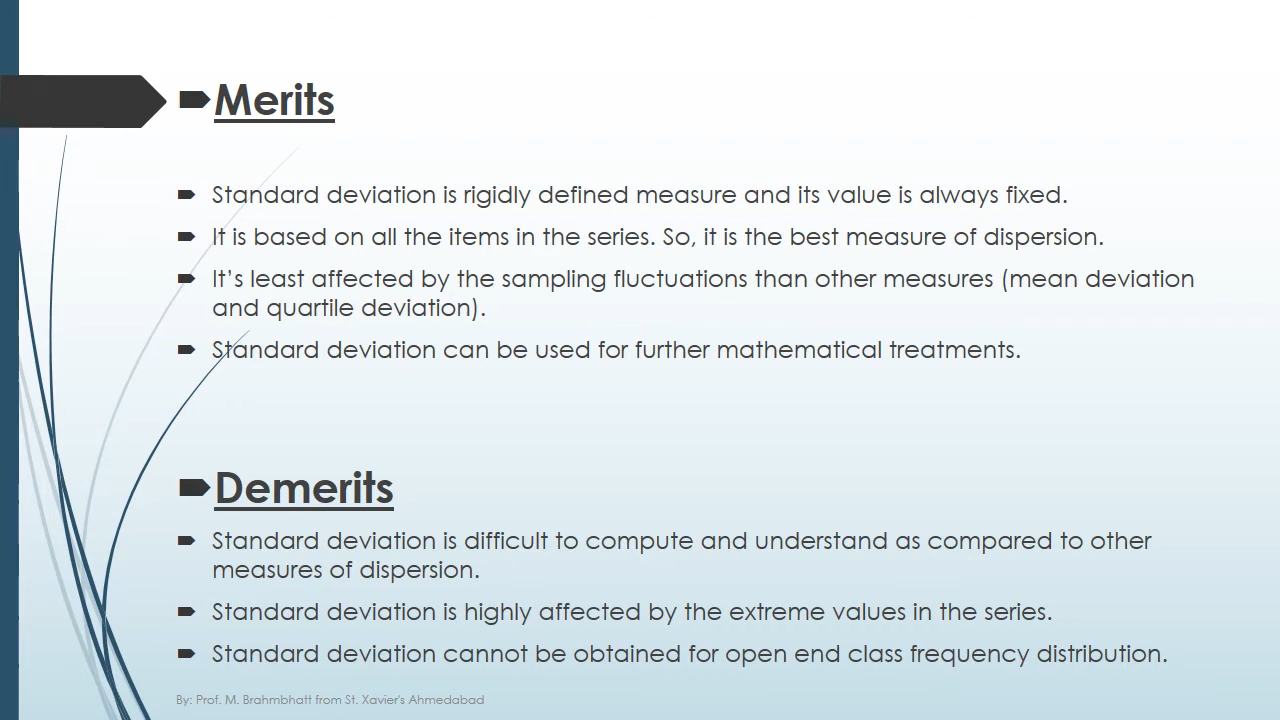 Merits
Standard deviation is rigidly defined measure and its value is always fixed.
It is based on all the items in the series. So, it is the best measure of dispersion.
It’s least affected by the sampling fluctuations than other measures (mean deviation
and quartile deviation).
Standard deviation can be used for further mathematical treatments.
Demerits
Standard deviation is difficult to compute and understand as compared to other
measures of dispersion.
Standard deviation is highly affected by the extreme values in the series.
Standard deviation cannot be obtained for open end class frequency distribution.
By: Prof. M. Brahmbhatt from St. Xavier's Ahmedabad